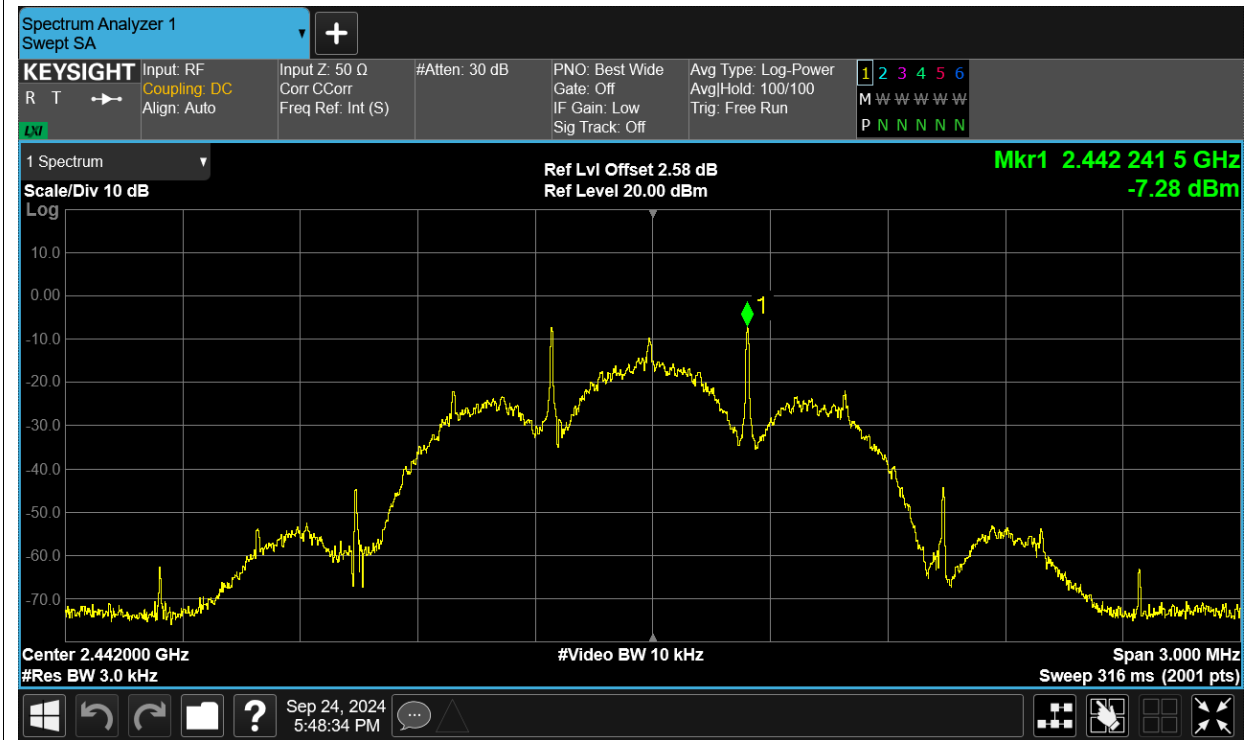 Spectrum Analyzer 1
Swept SA
KEYSIGHT
R T
LXI
Input: RF
Coupling: DC
Align: Auto
Input Z: 50 Ω
Corr CCorr
Freq Ref: Int (S)
#Atten: 30 dB
PNO: Best Wide
Gate: Off
IF Gain: Low
Sig Track: Off
Avg Type: Log-Power
Avg|Hold: 100/100
Trig: Free Run
1 2 3 4 5 6
M W W W W W
P N N N N N N
1 Spectrum
Scale/Div 10 dB
Log
Ref Lvl Offset 2.58 dB
Ref Level 20.00 dBm
Mkr1 2.442 241 5 GHz
-7.28 dBm
10.0
0.00
1
-10.0
-20.0
-30.0
-40.0
-50.0
-60.0
-70.0
Center 2.442000 GHz
#Video BW 10 kHz
Span 3.000 MHz
#Res BW 3.0 kHz
Sweep 316 ms (2001 pts)
?
Sep 24, 2024
5:48:34 PM